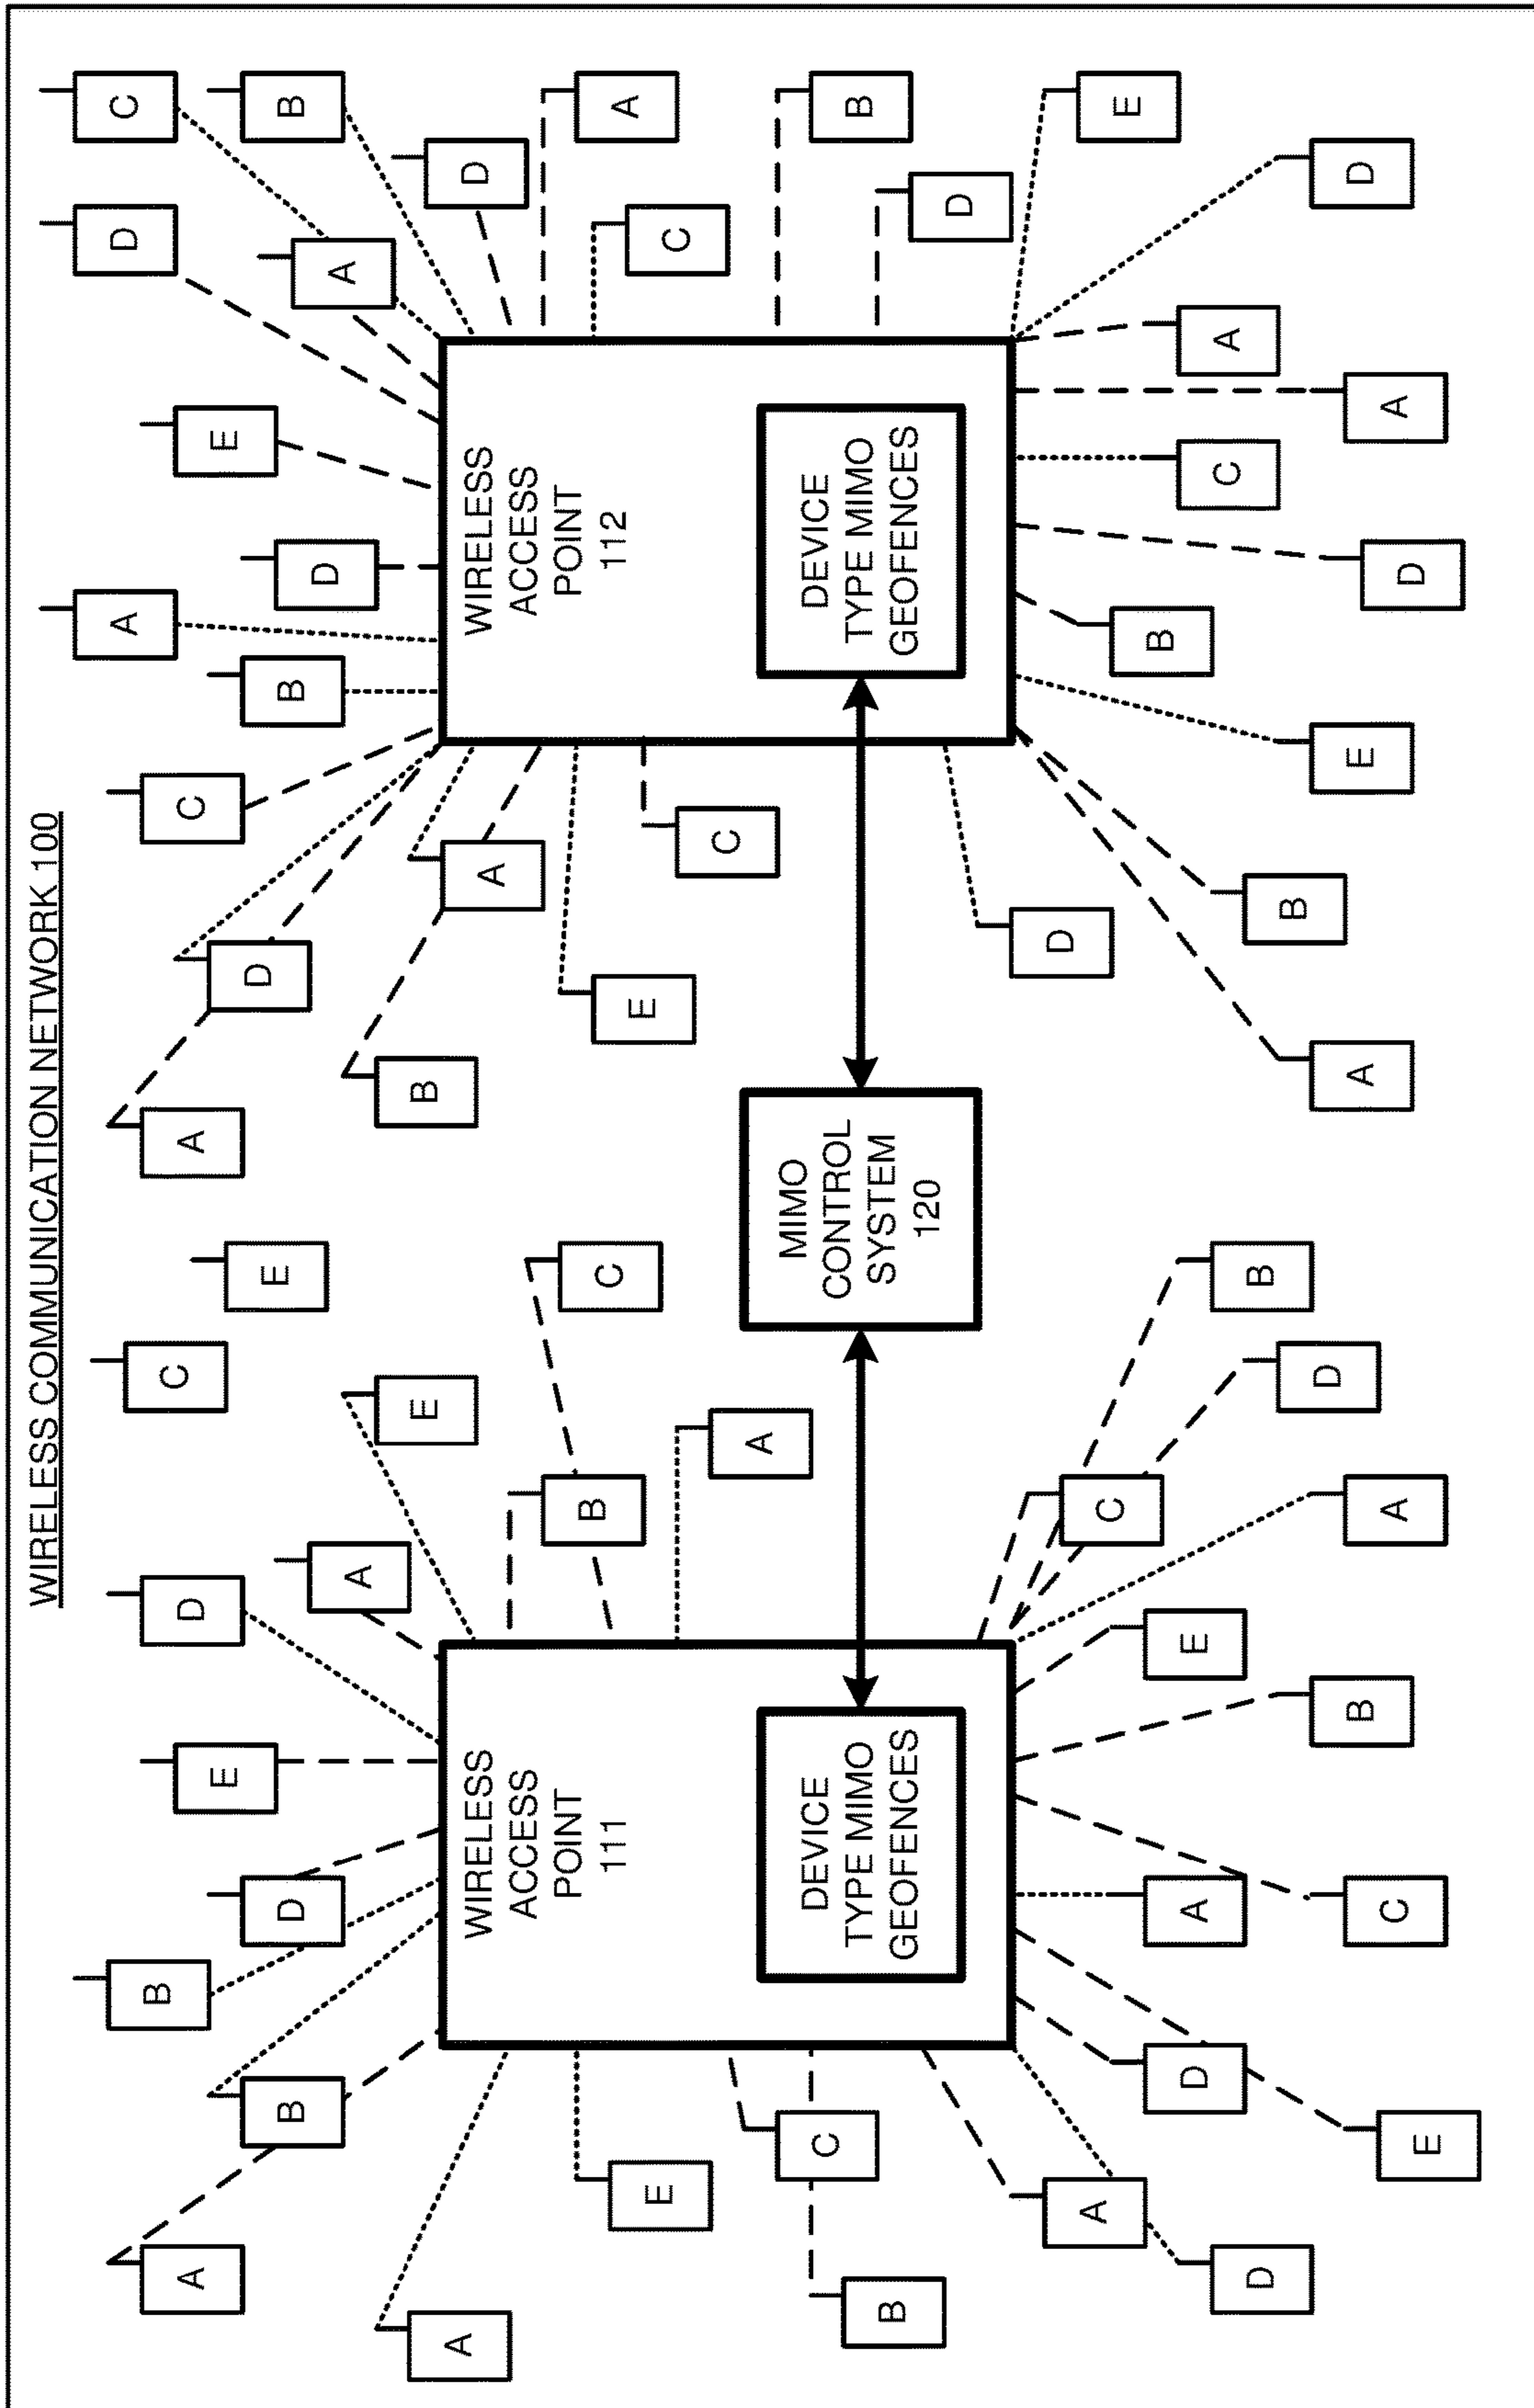 WIRELESS COMMUNICATION NETWORK 100
A
D
C
B
C
A
D
A
C
E
E
D
B
B
D
E
B
D
A
A
E
B
A
D
A
B
C
A
E
C
E
C
A
WIRELESS
ACCESS
POINT
111
DEVICE
TYPE MIMO
GEOFENCES
MIMO
CONTROL
SYSTEM
120
WIRELESS
ACCESS
POINT
112
DEVICE
TYPE MIMO
GEOFENCES
C
B
B
D
A
C
D
E
B
D
A
E
C
A
D
B
B
D
B
A
E
D
C
A
A
D
E